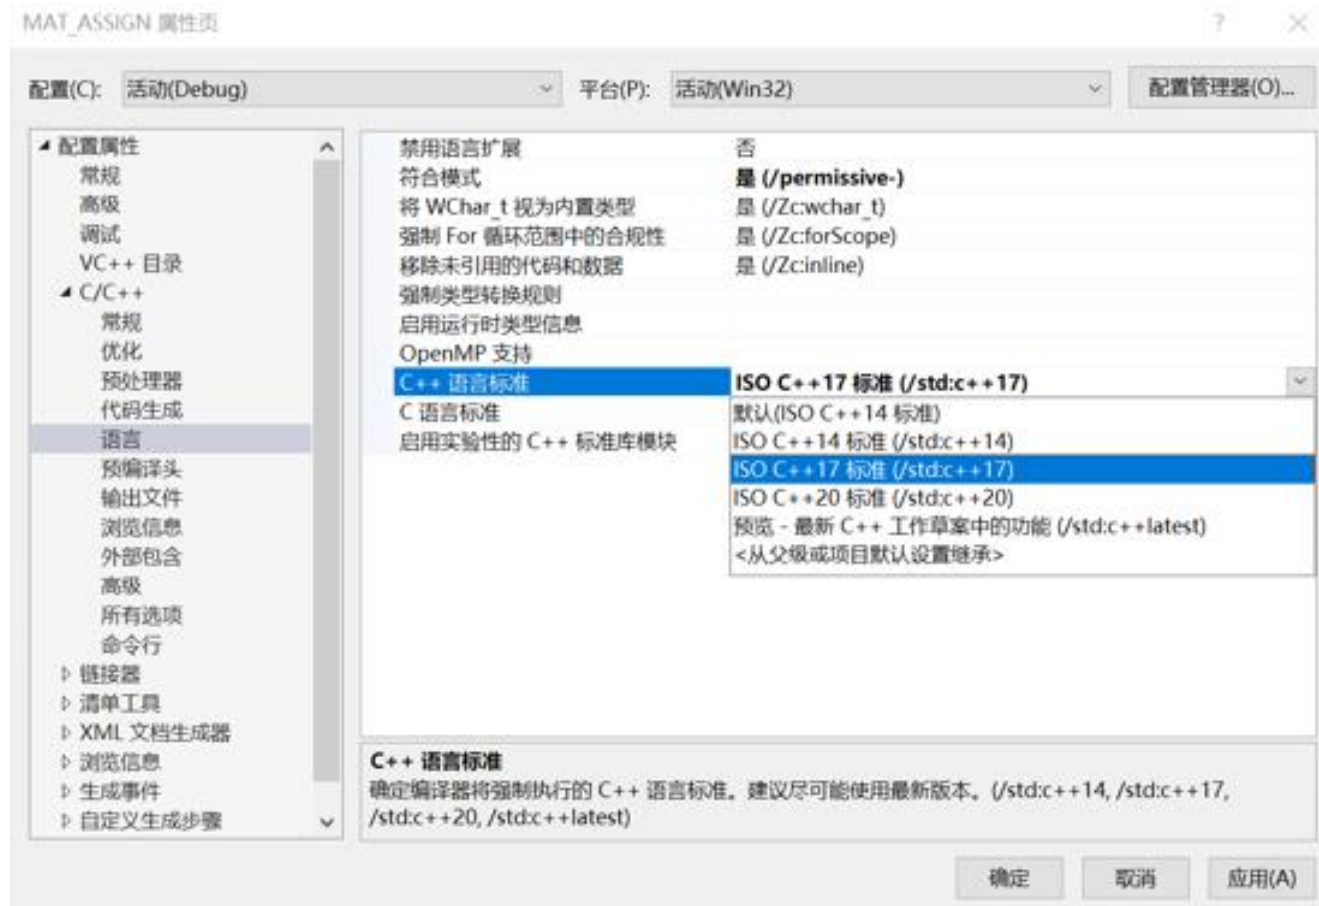 MAT_ASSIGN 属性页
配置(C): 活动(Debug) 平台(P): 活动(Win32) 配置管理器(O)...
配置属性
常规
高级
调试
VC++ 目录
C/C++
常规
优化
预处理器
代码生成
语言
预编译头
输出文件
浏览信息
外部包含
高级
所有选项
命令行
链接器
清单工具
XML 文档生成器
浏览信息
生成事件
自定义生成步骤
禁用语言扩展 否
符合模式 是 (/permissive-)
将 WChar_t 视为内置类型 是 (/Zc:wchar_t)
强制 For 循环范围中的合规性 是 (/Zc:forScope)
移除未引用的代码和数据 是 (/Zc:inline)
强制类型转换规则
启用运行时类型信息
OpenMP 支持
C++ 语言标准 ISO C++17 标准 (/std:c++17)
C 语言标准
启用实验性的 C++ 标准库模块
默认(ISO C++14 标准)
ISO C++14 标准 (/std:c++14)
ISO C++17 标准 (/std:c++17)
ISO C++20 标准 (/std:c++20)
预览 - 最新 C++ 工作草案中的功能 (/std:c++latest)
<从父级或项目默认设置继承>
C++ 语言标准
确定编译器将强制执行的 C++ 语言标准。建议尽可能使用最新版本。(/std:c++14, /std:c++17,
/std:c++20, /std:c++latest)
确定 取消 应用(A)